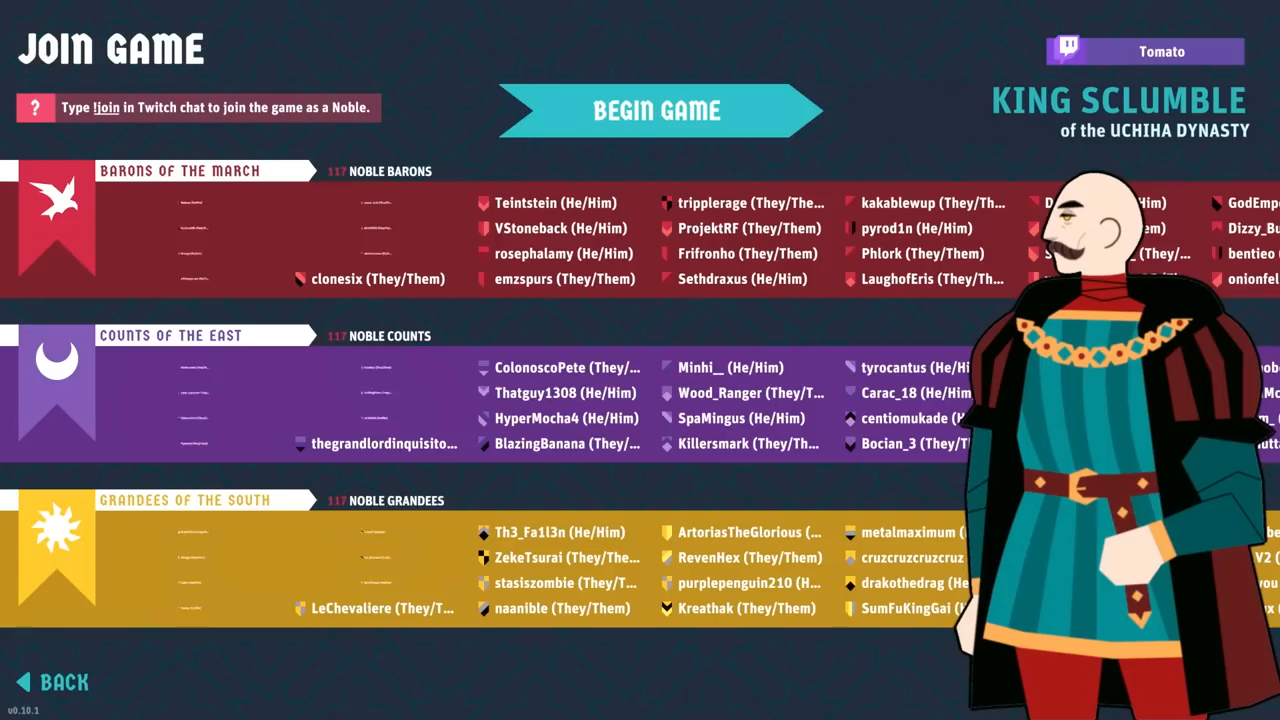 JOIN GAME
Tomato
? Type !join in Twitch chat to join the game as a Noble.
BEGIN GAME
KING SCLUMBLE
of the UCHIHA DYNASTY
BARONS OF THE MARCH
117 NOBLE BARONS
Teintstein (He/Him) tripplerage (They/The... kakablewup (They/Th... GodEmp
VStoneback (He/Him) ProjektRF (They/Them) pyrod1n (He/Him) Dizzy_Bu
rosephalamy (He/Him) Frifronho (They/Them) Phlork (They/Them) bentieo
clonesix (They/Them) emzspurs (They/Them) Sethdraxus (He/Him) LaughofEris (They/Th... onionfel
COUNTS OF THE EAST
117 NOBLE COUNTS
ColonoscoPete (They/... Minhi__ (He/Him) tyrocantus (He/Him
Thatguy1308 (He/Him) Wood_Ranger (They/T... Carac_18 (He/Him
HyperMocha4 (He/Him) SpaMingus (He/Him) centiomukade (He
thegrandlordinquisito... BlazingBanana (They/... Killersmark (They/Th... Bocian_3 (They/T
GRANDEES OF THE SOUTH
117 NOBLE GRANDEES
Th3_Fa1l3n (He/Him) ArtoriasTheGlorious (... metalmaximum (
ZekeTsurai (They/The... RevenHex (They/Them) cruzcruzcruzcruz V2 (
stasiszombie (They/T... purplepenguin210 (H... drakothedrag (He
LeChevaliere (They/T... naanible (They/Them) Kreathak (They/Them) SumFuKingGai (
BACK
v0.10.1